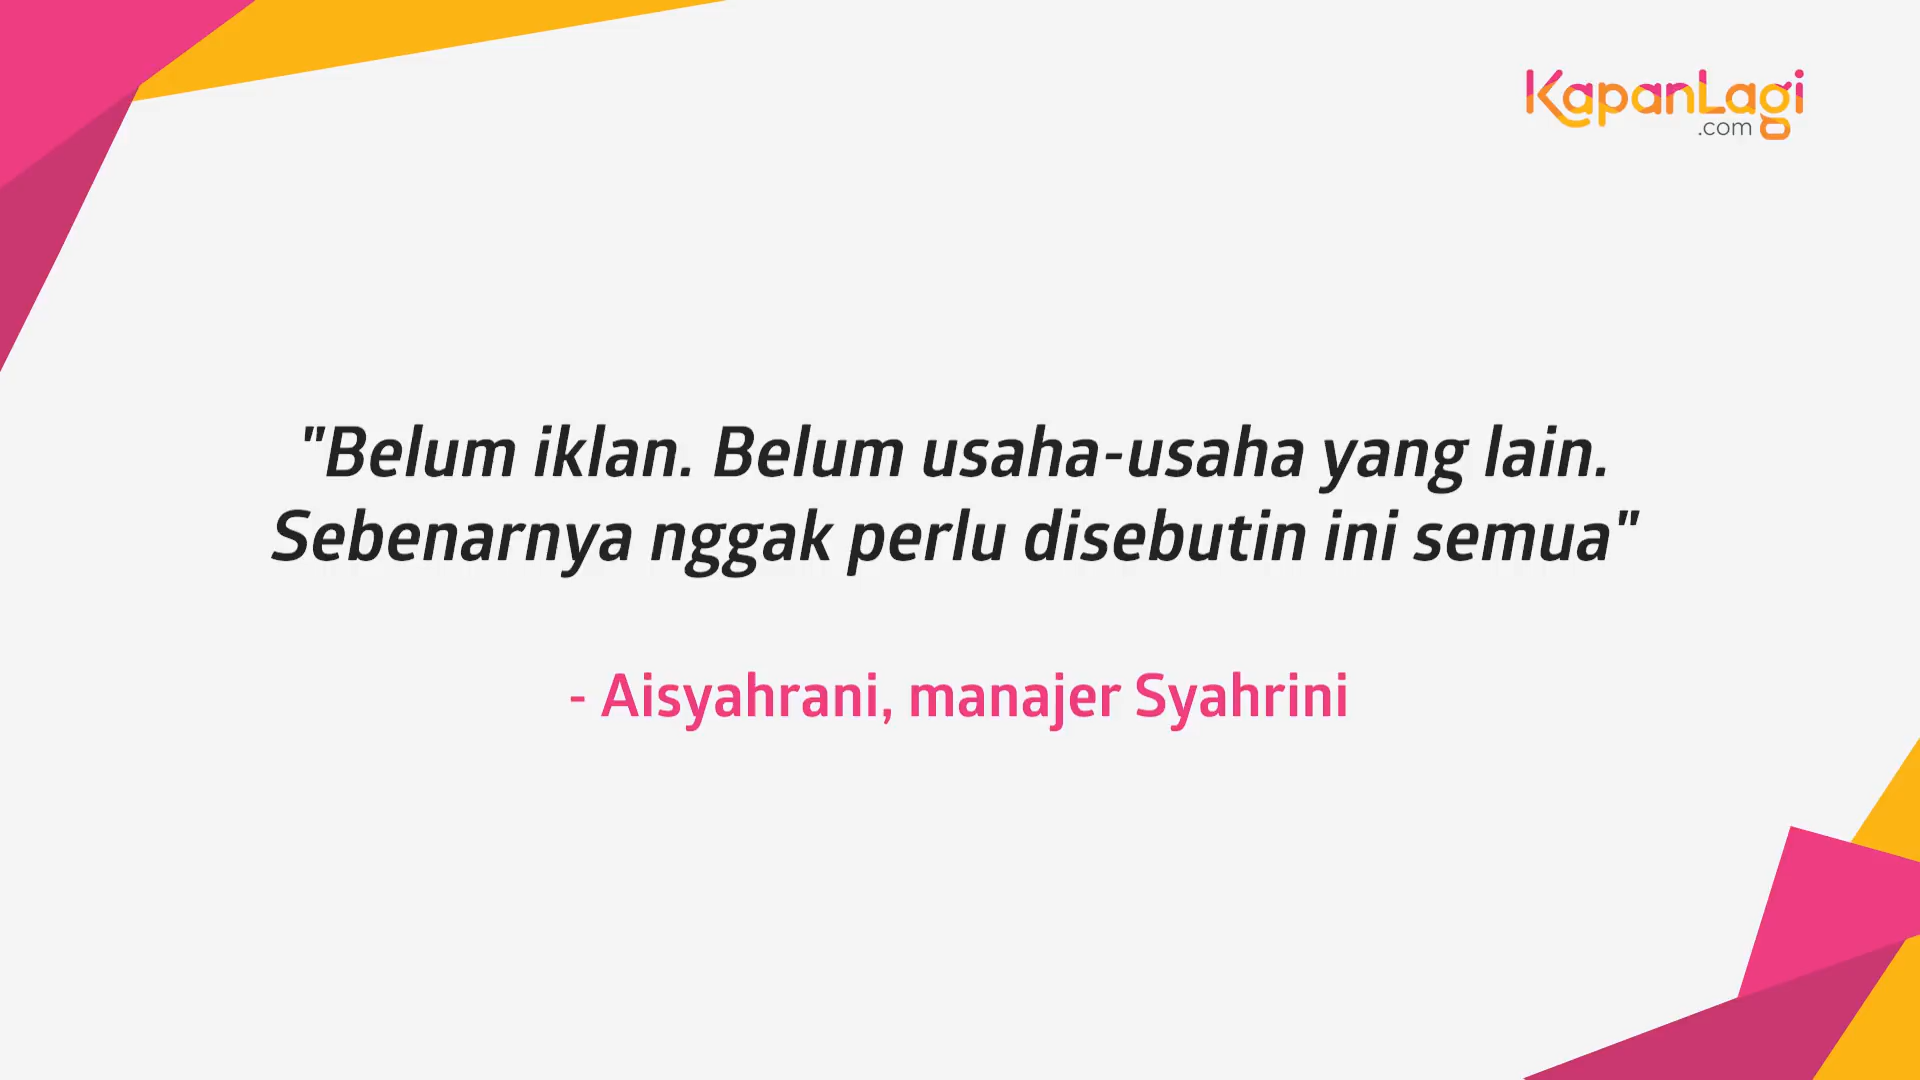 KapanLagi
.com
"Belum iklan. Belum usaha-usaha yang lain.
Sebenarnya nggak perlu disebutin ini semua"
- Aisyahrani, manajer Syahrini